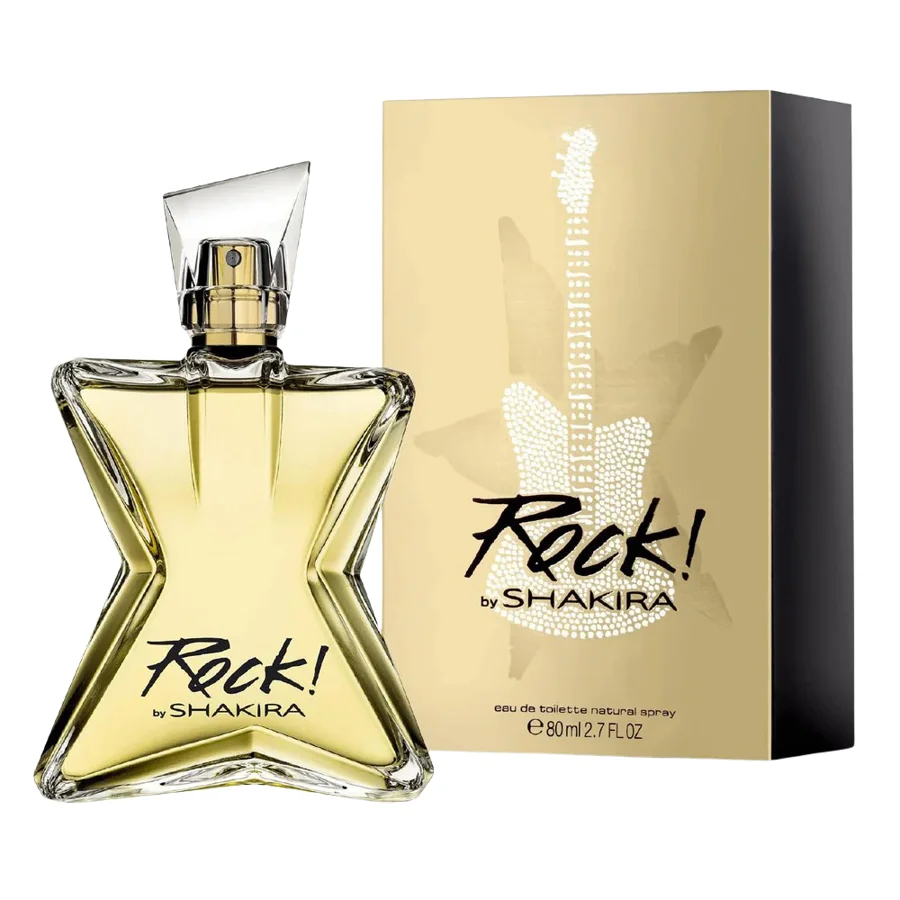 Rock!
by SHAKIRA
Rock!
by SHAKIRA
eau de toilette natural spray
℮ 80 ml 2.7 FL OZ